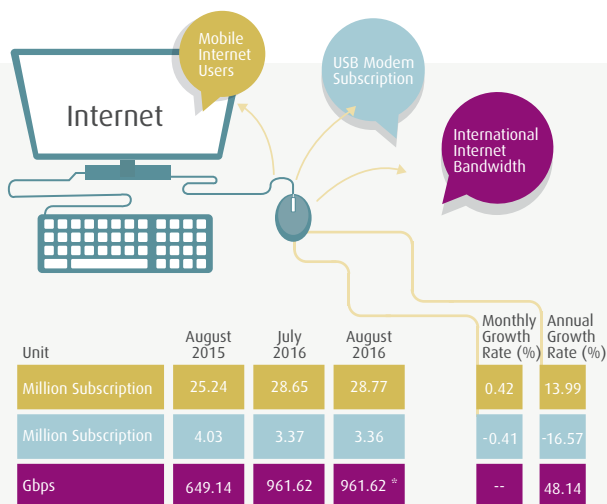 Mobile
Internet
Users
USB Modem
Subscription
Internet
International
Internet
Bandwidth
Unit August 2015 July 2016 August 2016 Monthly Growth Rate (%) Annual Growth Rate (%)
Million Subscription 25.24 28.65 28.77 0.42 13.99
Million Subscription 4.03 3.37 3.36 -0.41 -16.57
Gbps 649.14 961.62 961.62 * -- 48.14